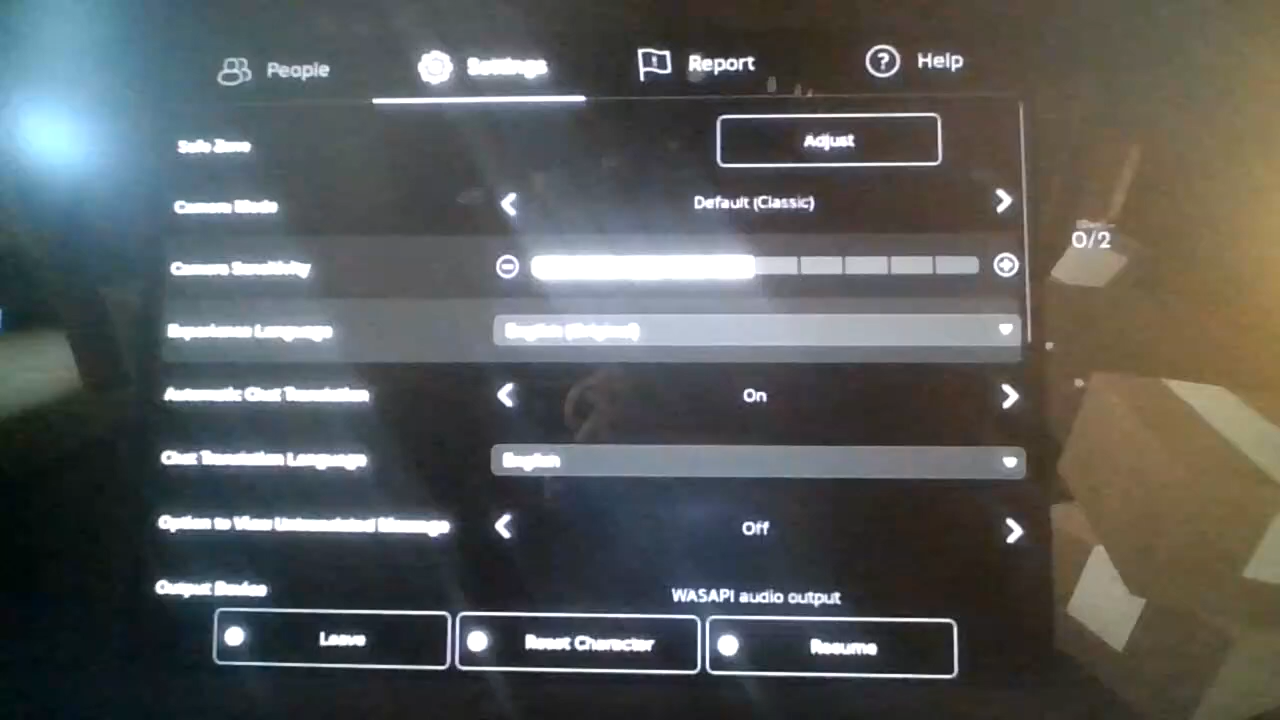 People
Settings
Report
Help
Safe Zone
Adjust
Camera Mode
Default (Classic)
Camera Sensitivity
0/2
Experience Language
English (Original)
Automatic Chat Translation
On
Chat Translation Language
English
Option to View Untranslated Message
Off
Output Device
WASAPI audio output
Leave
Reset Character
Resume